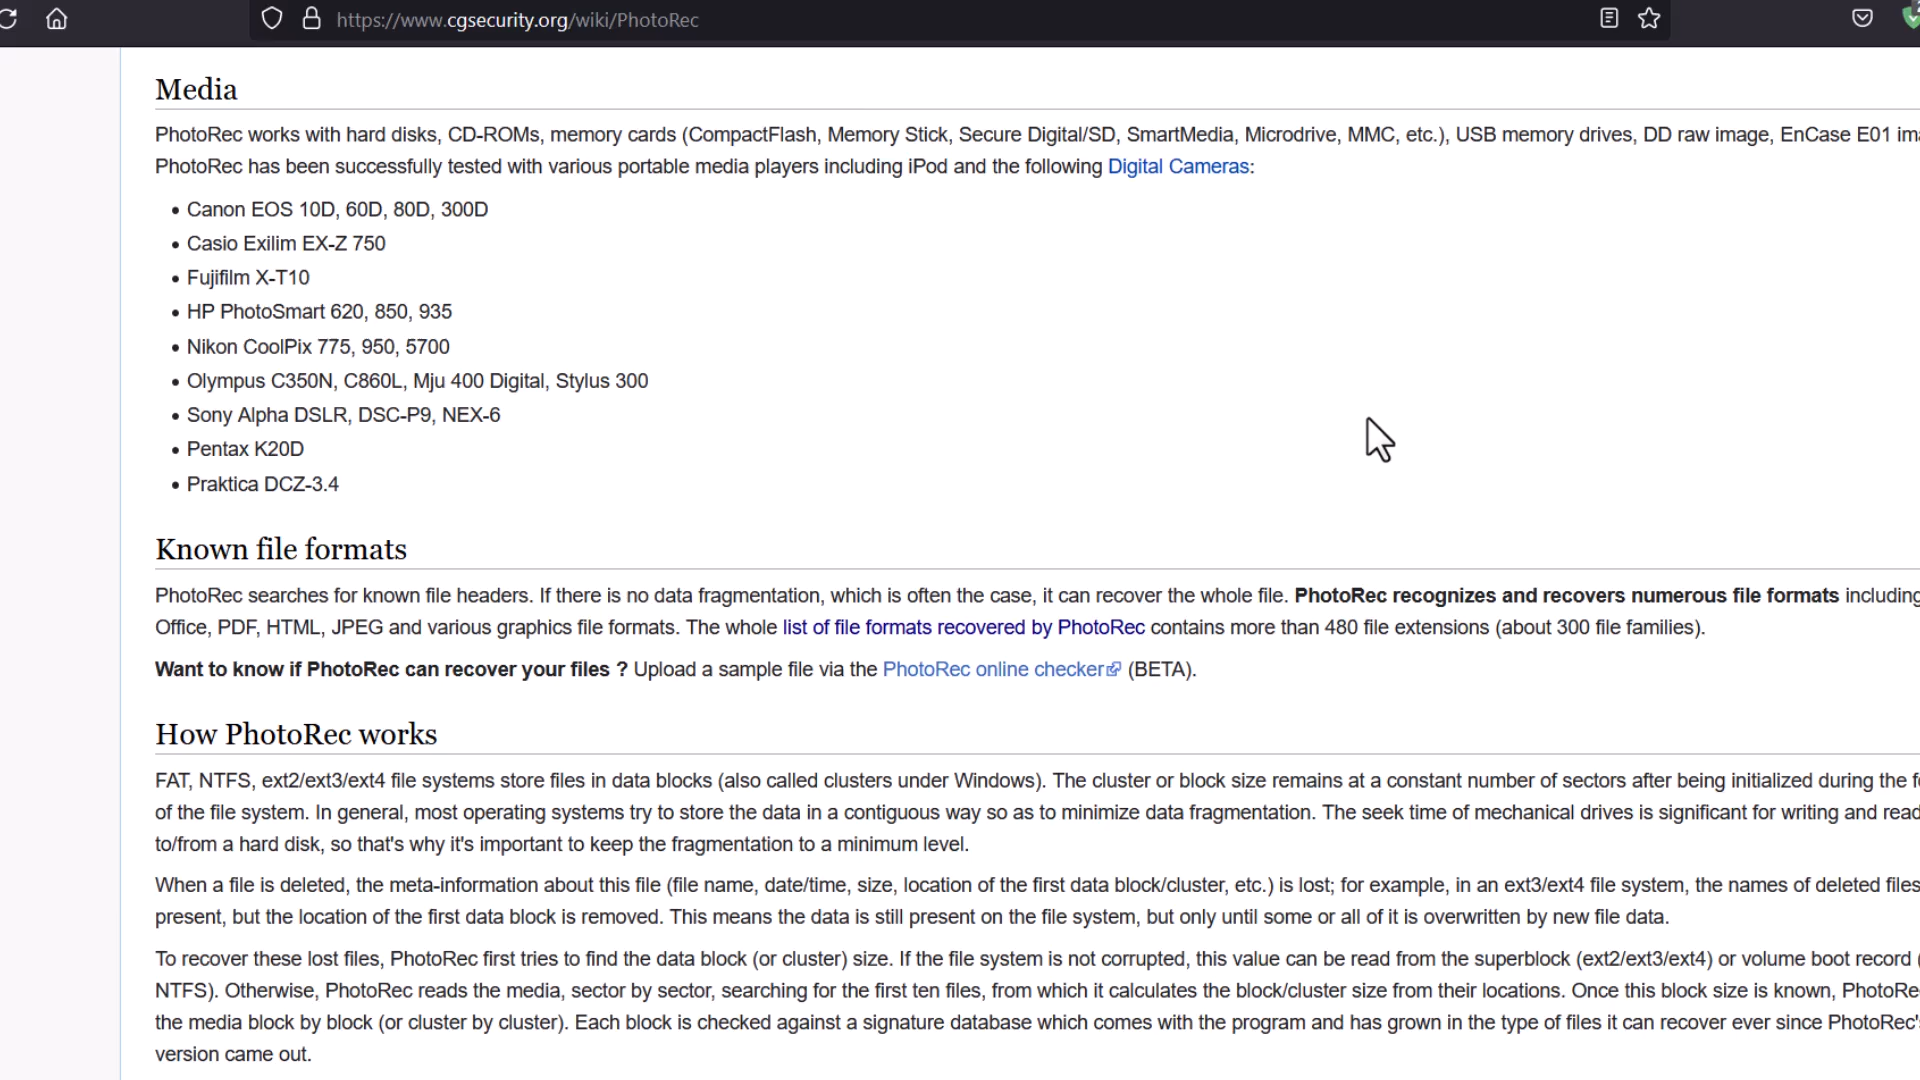 https://www.cgsecurity.org/wiki/PhotoRec
Media
PhotoRec works with hard disks, CD-ROMs, memory cards (CompactFlash, Memory Stick, Secure Digital/SD, SmartMedia, Microdrive, MMC, etc.), USB memory drives, DD raw image, EnCase E01
PhotoRec has been successfully tested with various portable media players including iPod and the following Digital Cameras:
• Canon EOS 10D, 60D, 80D, 300D
• Casio Exilim EX-Z 750
• Fujifilm X-T10
• HP PhotoSmart 620, 850, 935
• Nikon CoolPix 775, 950, 5700
• Olympus C350N, C860L, Mju 400 Digital, Stylus 300
• Sony Alpha DSLR, DSC-P9, NEX-6
• Pentax K20D
• Praktica DCZ-3.4
Known file formats
PhotoRec searches for known file headers. If there is no data fragmentation, which is often the case, it can recover the whole file. PhotoRec recognizes and recovers numerous file formats including
Office, PDF, HTML, JPEG and various graphics file formats. The whole list of file formats recovered by PhotoRec contains more than 480 file extensions (about 300 file families).
Want to know if PhotoRec can recover your files ? Upload a sample file via the PhotoRec online checker (BETA).
How PhotoRec works
FAT, NTFS, ext2/ext3/ext4 file systems store files in data blocks (also called clusters under Windows). The cluster or block size remains at a constant number of sectors after being initialized during the
of the file system. In general, most operating systems try to store the data in a contiguous way so as to minimize data fragmentation. The seek time of mechanical drives is significant for writing and read
to/from a hard disk, so that's why it's important to keep the fragmentation to a minimum level.
When a file is deleted, the meta-information about this file (file name, date/time, size, location of the first data block/cluster, etc.) is lost; for example, in an ext3/ext4 file system, the names of deleted files
present, but the location of the first data block is removed. This means the data is still present on the file system, but only until some or all of it is overwritten by new file data.
To recover these lost files, PhotoRec first tries to find the data block (or cluster) size. If the file system is not corrupted, this value can be read from the superblock (ext2/ext3/ext4) or volume boot record (
NTFS). Otherwise, PhotoRec reads the media, sector by sector, searching for the first ten files, from which it calculates the block/cluster size from their locations. Once this block size is known, PhotoRe
the media block by block (or cluster by cluster). Each block is checked against a signature database which comes with the program and has grown in the type of files it can recover ever since PhotoRec's
version came out.